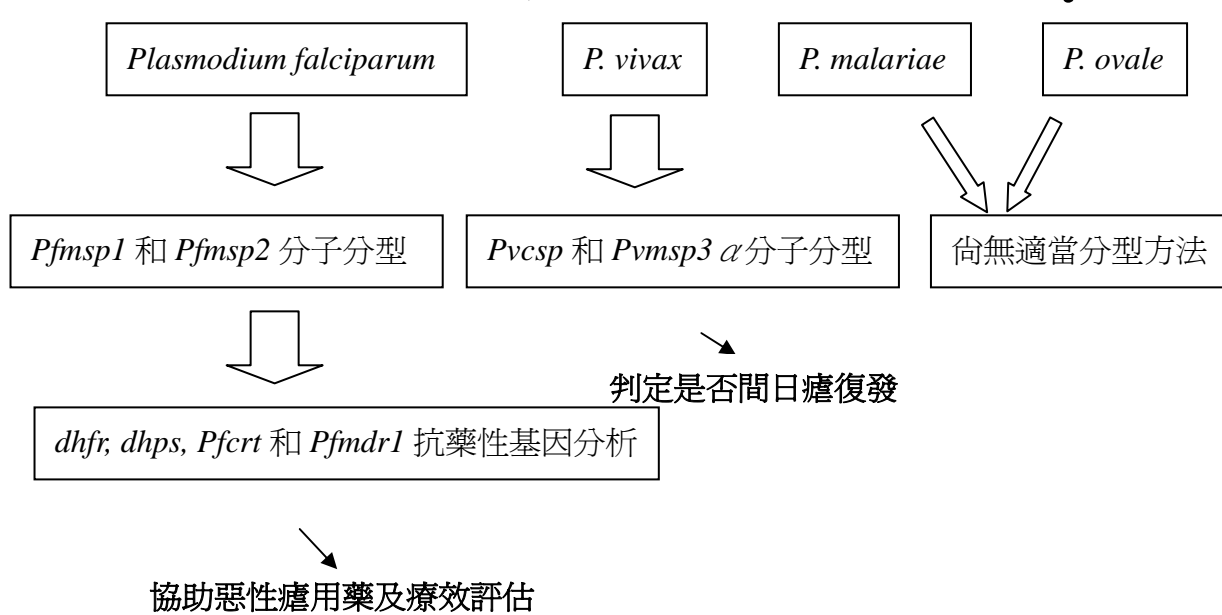 Plasmodium falciparum
P. vivax
P. malariae
P. ovale
Pfmsp1 和 Pfmsp2 分子分型
Pvcsp 和 Pvmsp3 α分子分型
尚無適當分型方法
判定是否間日瘧復發
dhfr, dhps, Pfcrt 和 Pfmdr1 抗藥性基因分析
協助惡性瘧用藥及療效評估